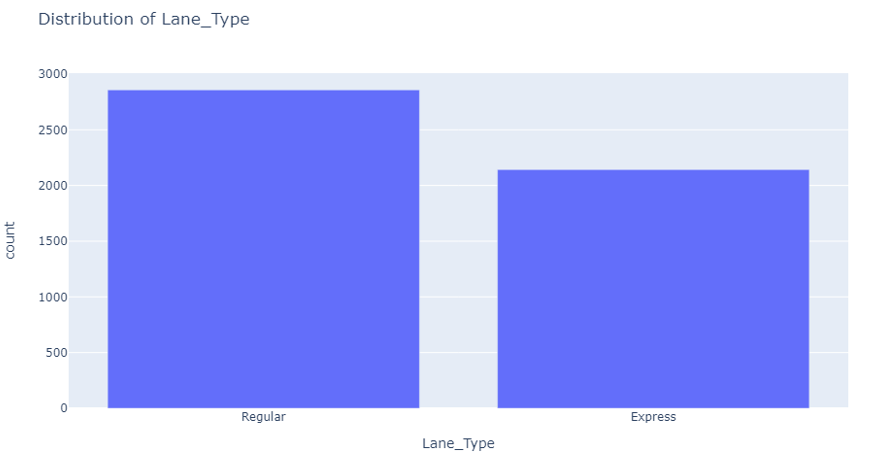 Distribution of Lane_Type
3000
2500
2000
1500
1000
500
0
count
Regular
Express
Lane_Type